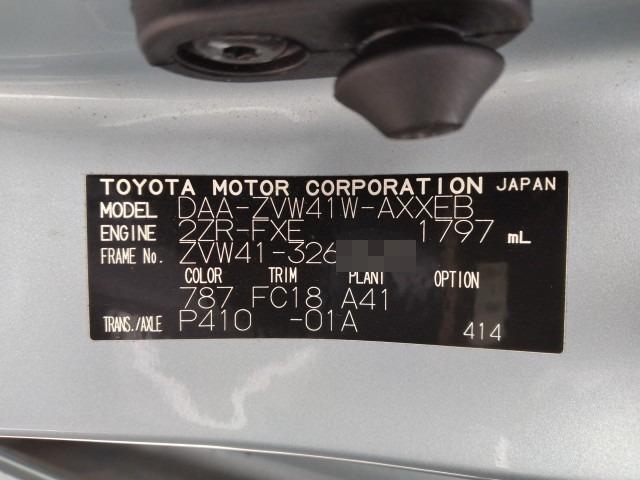 TOYOTA MOTOR CORPORATION JAPAN
MODEL DAA-ZVW41W-AXXEB
ENGINE 2ZR-FXE 1797 mL
FRAME No. ZVW41-326
COLOR TRIM PLANT OPTION
787 FC18 A41
TRANS./AXLE P410 -01A 414